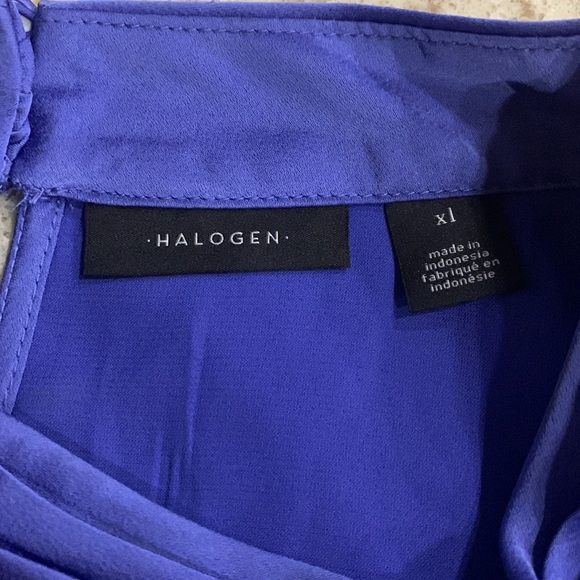 ·HALOGEN·
xl
made in
indonesia
fabriqué en
indonésie